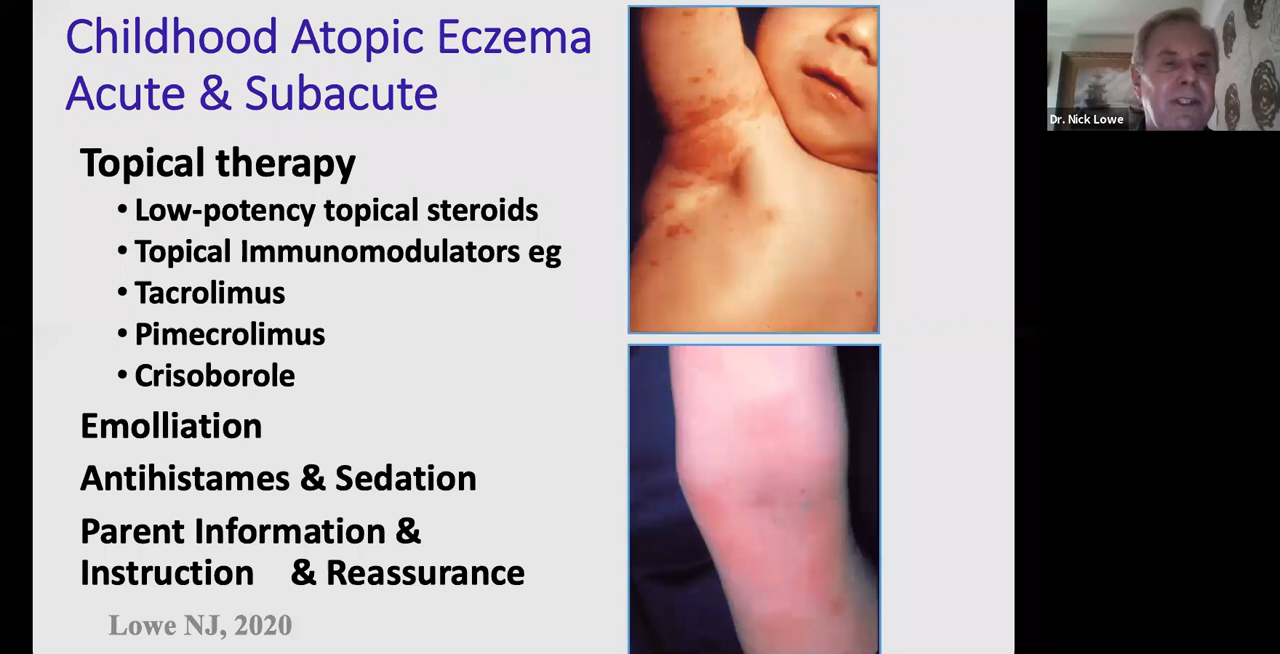 Childhood Atopic Eczema
Acute & Subacute
Topical therapy
• Low-potency topical steroids
• Topical Immunomodulators eg
• Tacrolimus
• Pimecrolimus
• Crisoborole
Emolliation
Antihistames & Sedation
Parent Information &
Instruction & Reassurance
Lowe NJ, 2020
Dr. Nick Lowe